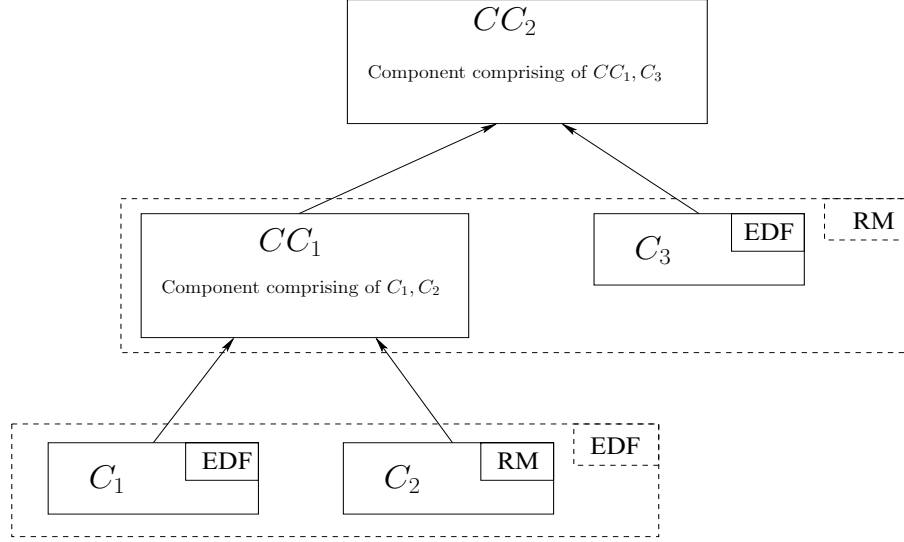 CC₂
Component comprising of CC₁, C₃
RM
CC₁
EDF
C₃
Component comprising of C₁, C₂
EDF
EDF
RM
C₁
C₂